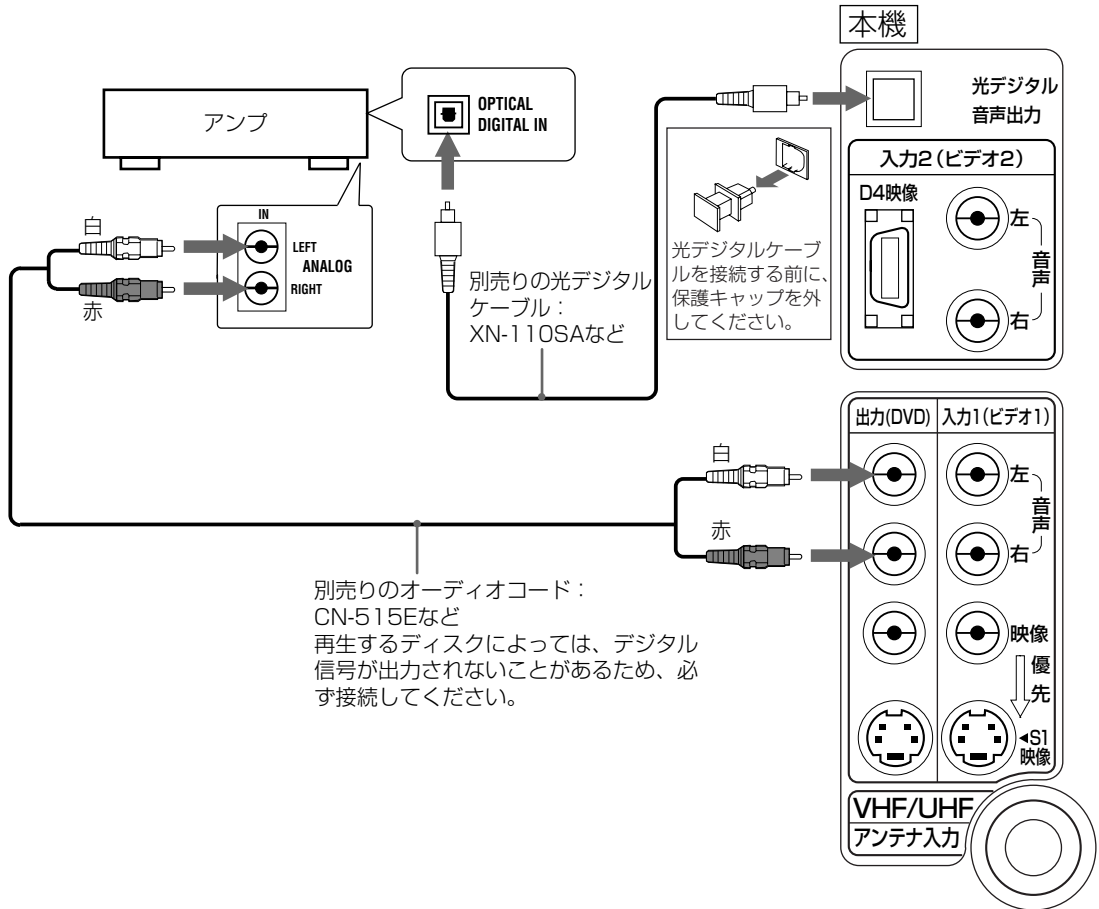 本機
光デジタル
音声出力
OPTICAL
DIGITAL IN
アンプ
入力2(ビデオ2)
D4映像
左
音声
右
IN
LEFT
ANALOG
RIGHT
白
赤
別売りの光デジタル
ケーブル：
XN-110SAなど
光デジタルケーブ
ルを接続する前に、
保護キャップを外
してください。
出力(DVD)
入力1(ビデオ1)
白
赤
左
音声
右
映像
優先
◄S1
映像
別売りのオーディオコード：
CN-515Eなど
再生するディスクによっては、デジタル
信号が出力されないことがあるため、必
ず接続してください。
VHF/UHF
アンテナ入力